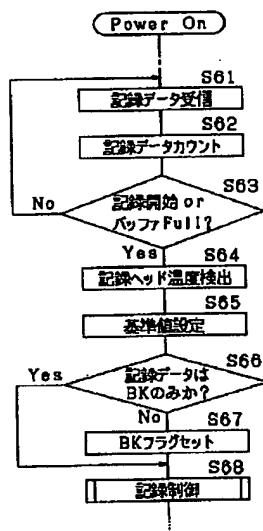 Power On
S61
記録データ受信
S62
記録データカウント
S63
記録開始 or
バッファFull?
No
Yes
S64
記録ヘッド温度検出
S65
基準値設定
S66
記録データは
BKのみか?
Yes
No
S67
BKフラグセット
S68
記録制御